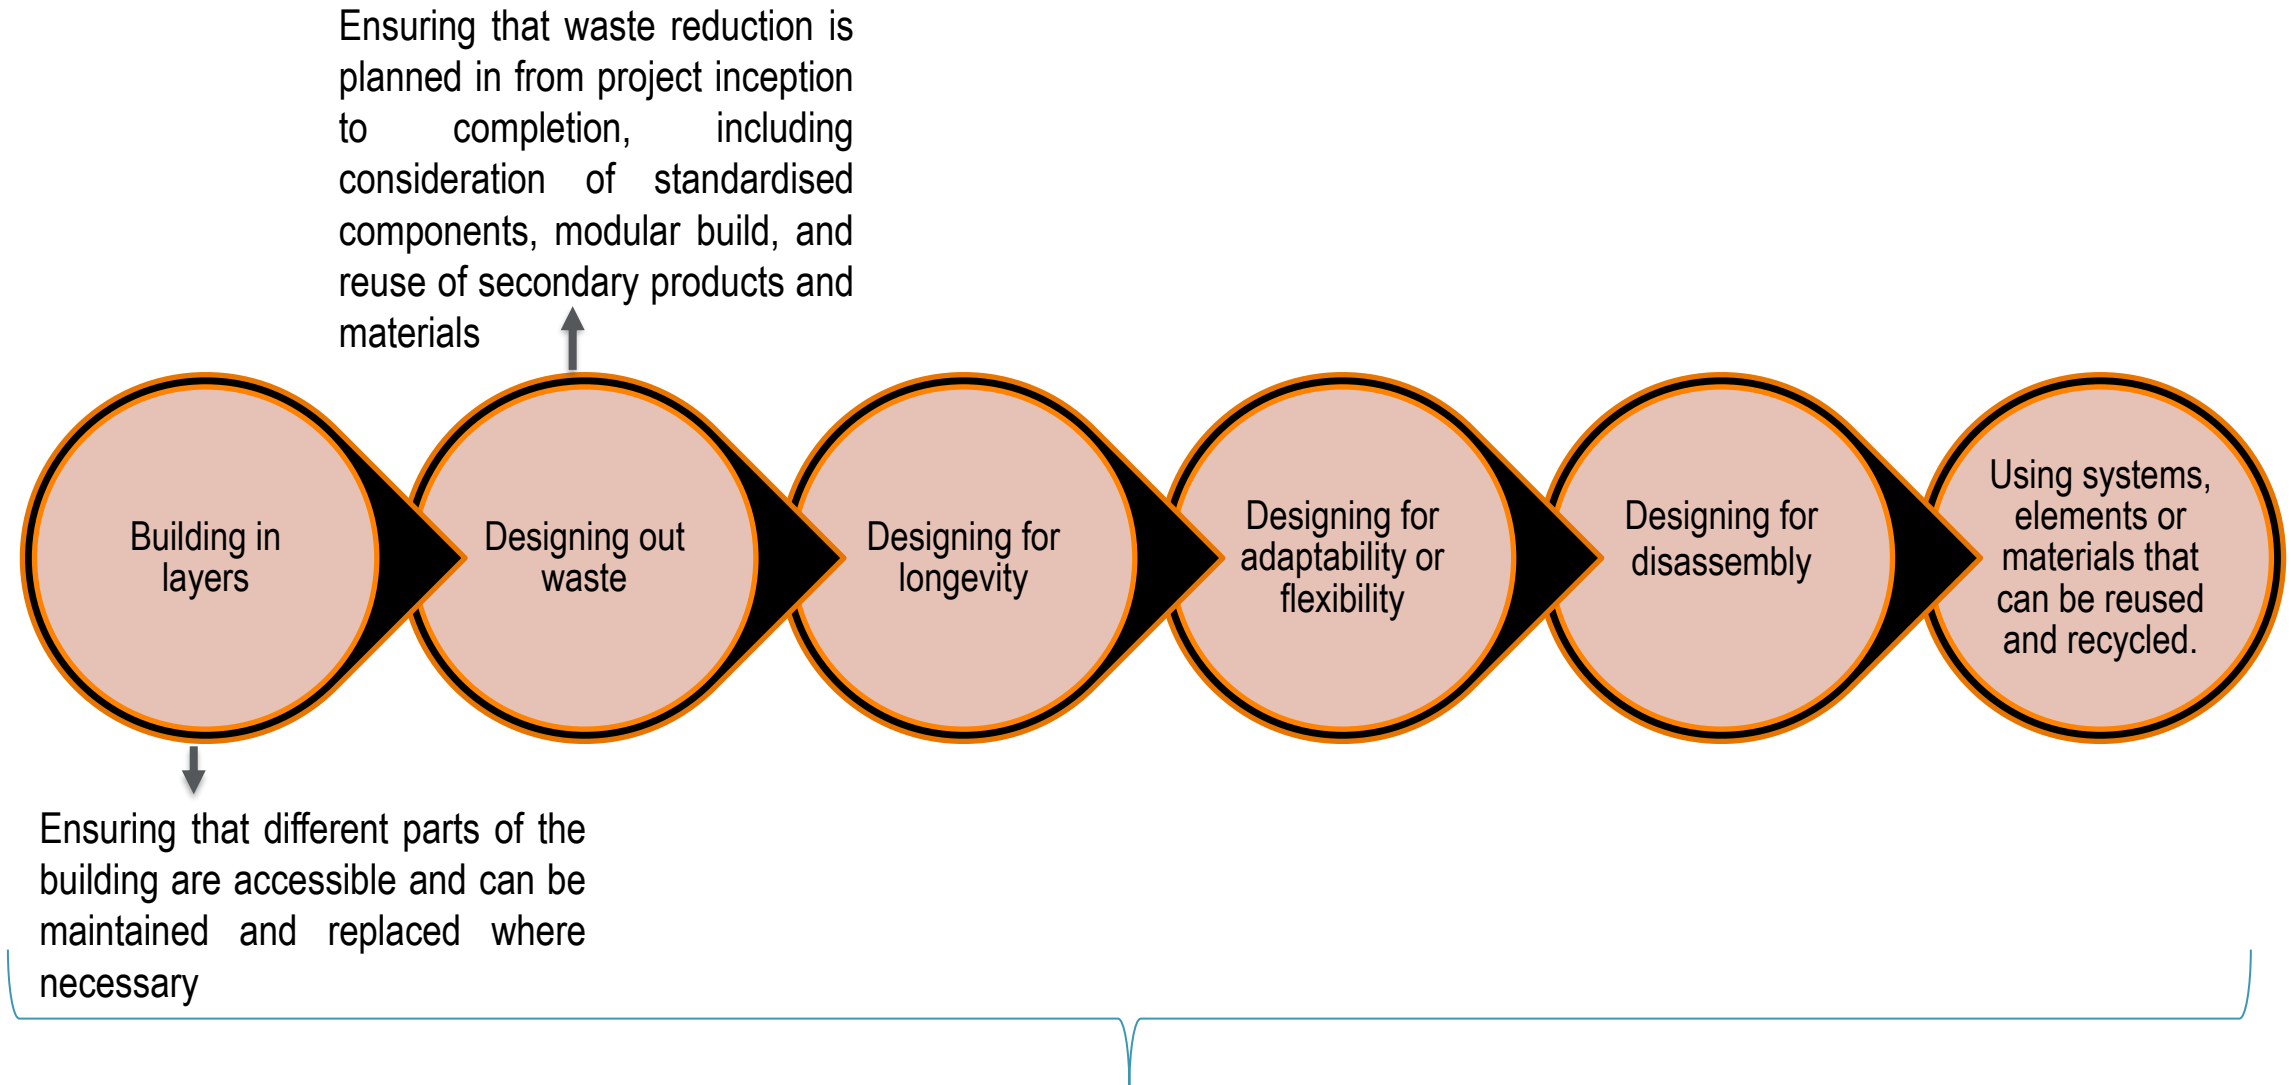 Ensuring that waste reduction is
planned in from project inception
to completion, including
consideration of standardised
components, modular build, and
reuse of secondary products and
materials
Building in
layers
Designing out
waste
Designing for
longevity
Designing for
adaptability or
flexibility
Designing for
disassembly
Using systems,
elements or
materials that
can be reused
and recycled.
Ensuring that different parts of the
building are accessible and can be
maintained and replaced where
necessary